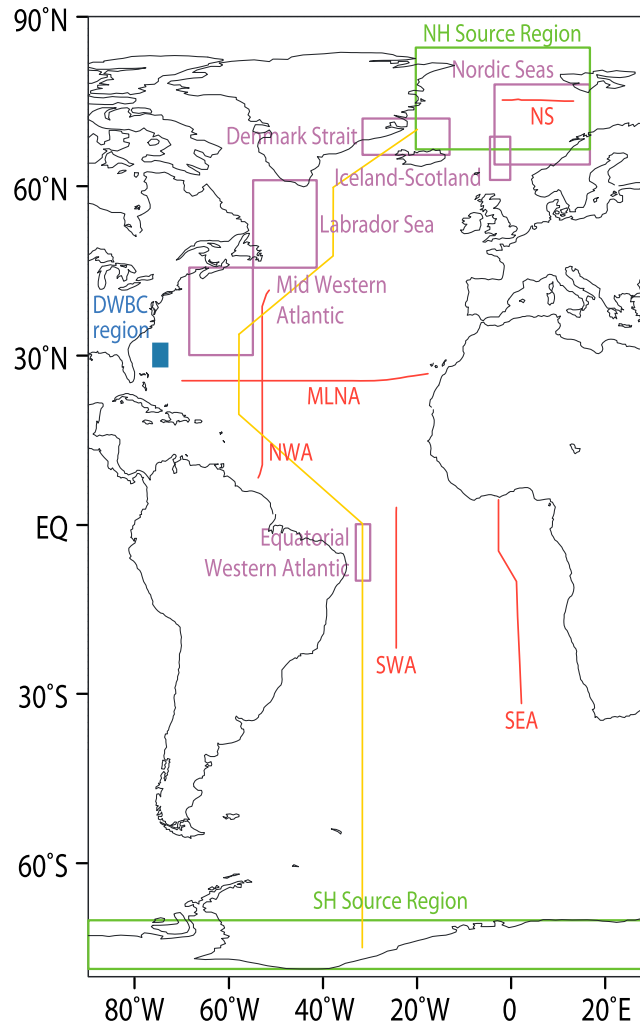 90°N
NH Source Region
Nordic Seas
NS
Denmark Strait
Iceland-Scotland
60°N
Labrador Sea
Mid Western
Atlantic
DWBC
region
30°N
MLNA
NWA
EQ
Equatorial
Western Atlantic
SWA
30°S
SEA
60°S
SH Source Region
80°W 60°W 40°W 20°W 0 20°E